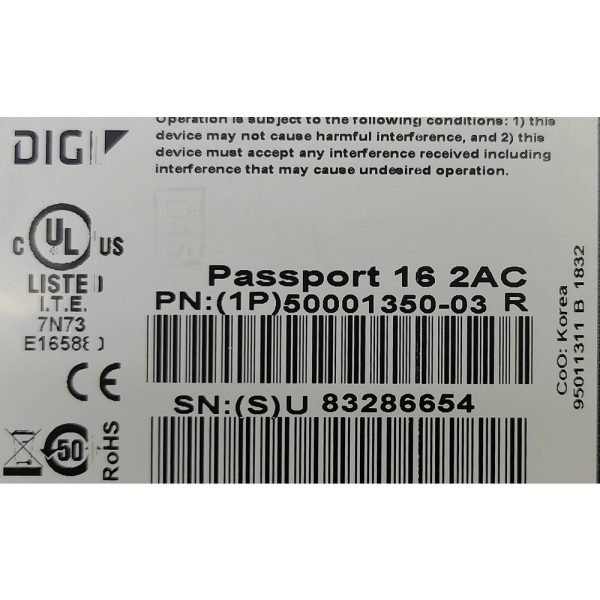 Operation is subject to the following conditions: 1) this
device may not cause harmful interference, and 2) this
device must accept any interference received including
interference that may cause undesired operation.
DIGI
C UL US
LISTED
I.T.E.
7N73
Passport 16 2AC
PN:(1P)50001350-03 R
SN:(S)U 83286654
CE
50
RoHS
CoO: Korea
95011311 B 1832